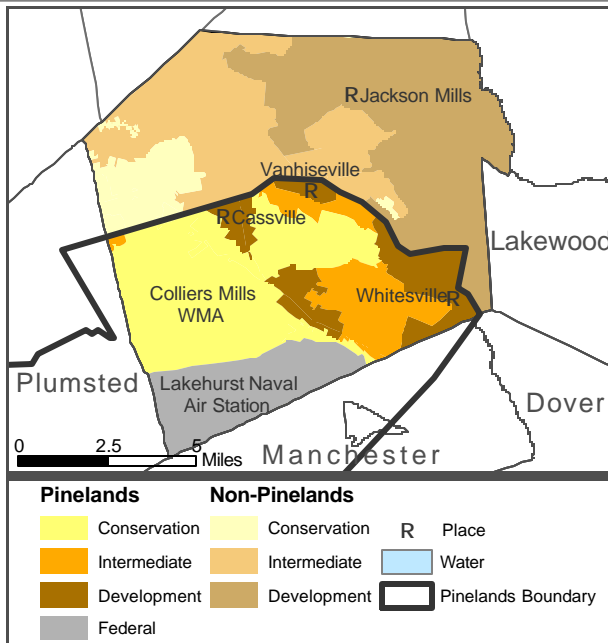 R Jackson Mills
Vanhiseville
R
R Cassville
Lakewood
Colliers Mills
WMA
Whitesville R
Plumsted
Lakehurst Naval
Air Station
Dover
0 2.5 5
Miles
Manchester
Pinelands Non-Pinelands
Conservation Conservation R Place
Intermediate Intermediate Water
Development Development Pinelands Boundary
Federal